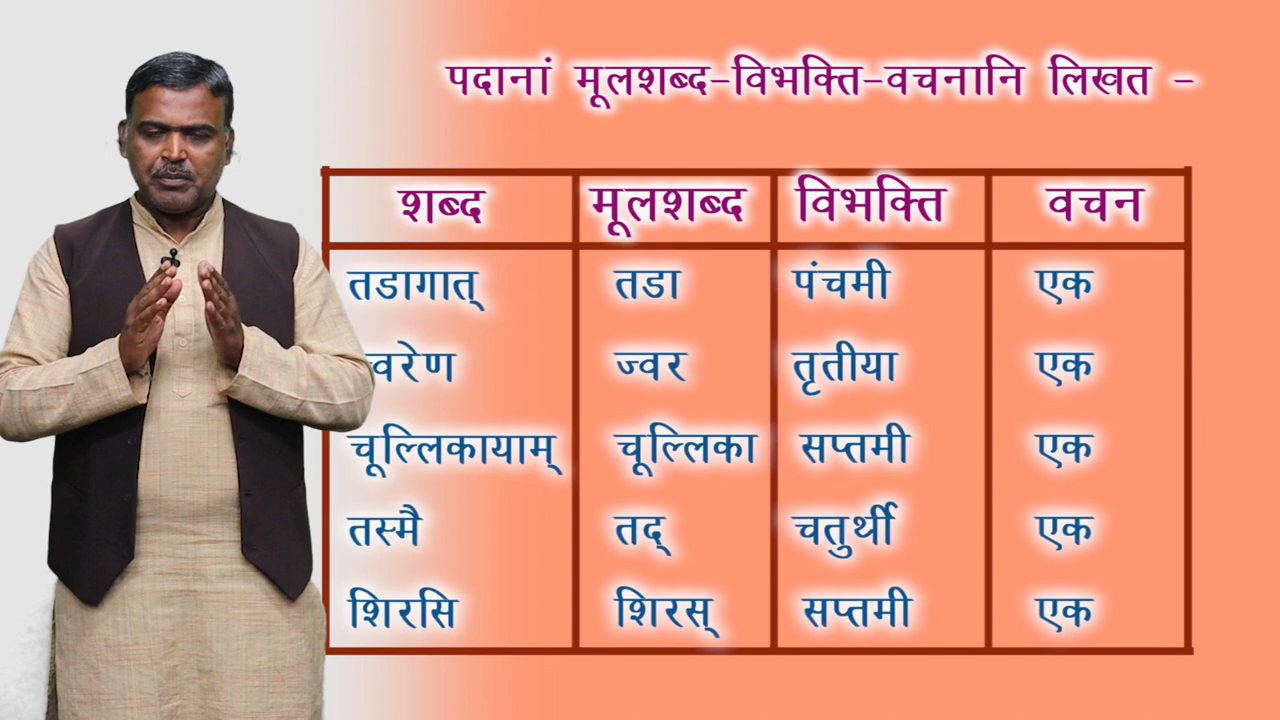 पदानां मूलशब्द-विभक्ति-वचनानि लिखत -
शब्द मूलशब्द विभक्ति वचन
तडागात् तडा पंचमी एक
ज्वर तृतीया एक
चूल्लिकायाम् चूल्लिका सप्तमी एक
तस्मै तद् चतुर्थी एक
शिरसि शिरस् सप्तमी एक